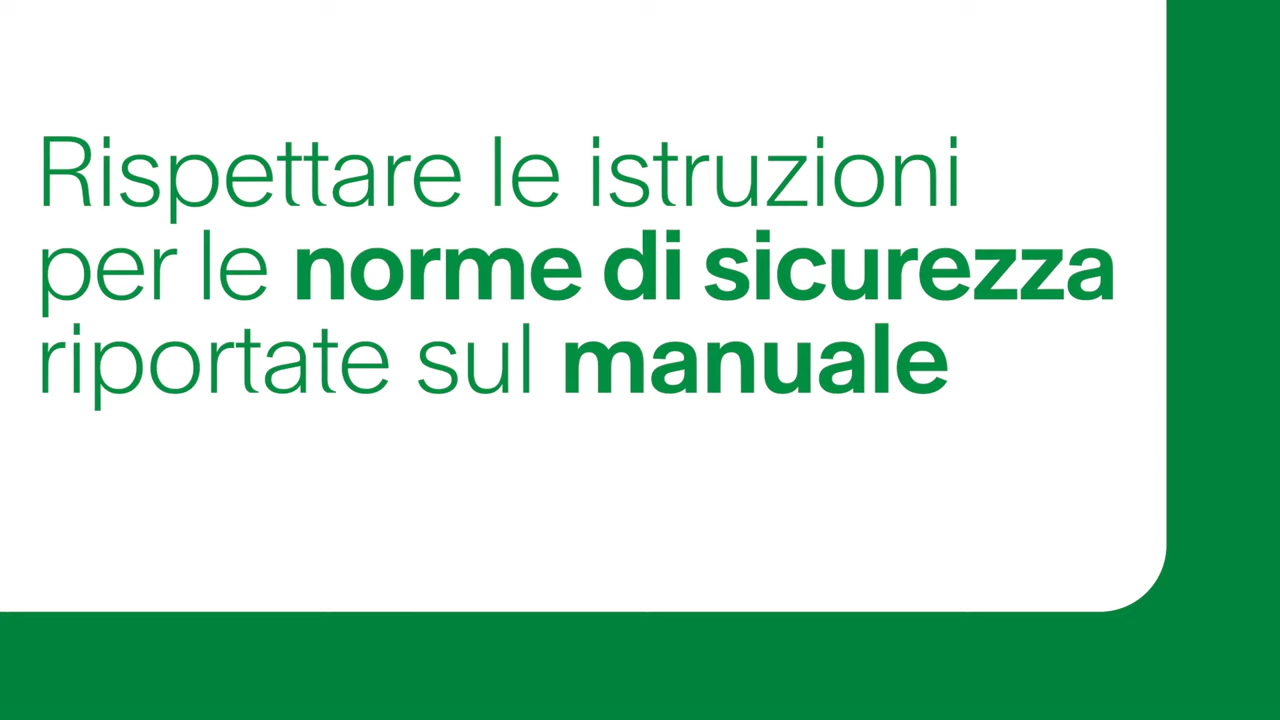 Rispettare le istruzioni
per le norme di sicurezza
riportate sul manuale